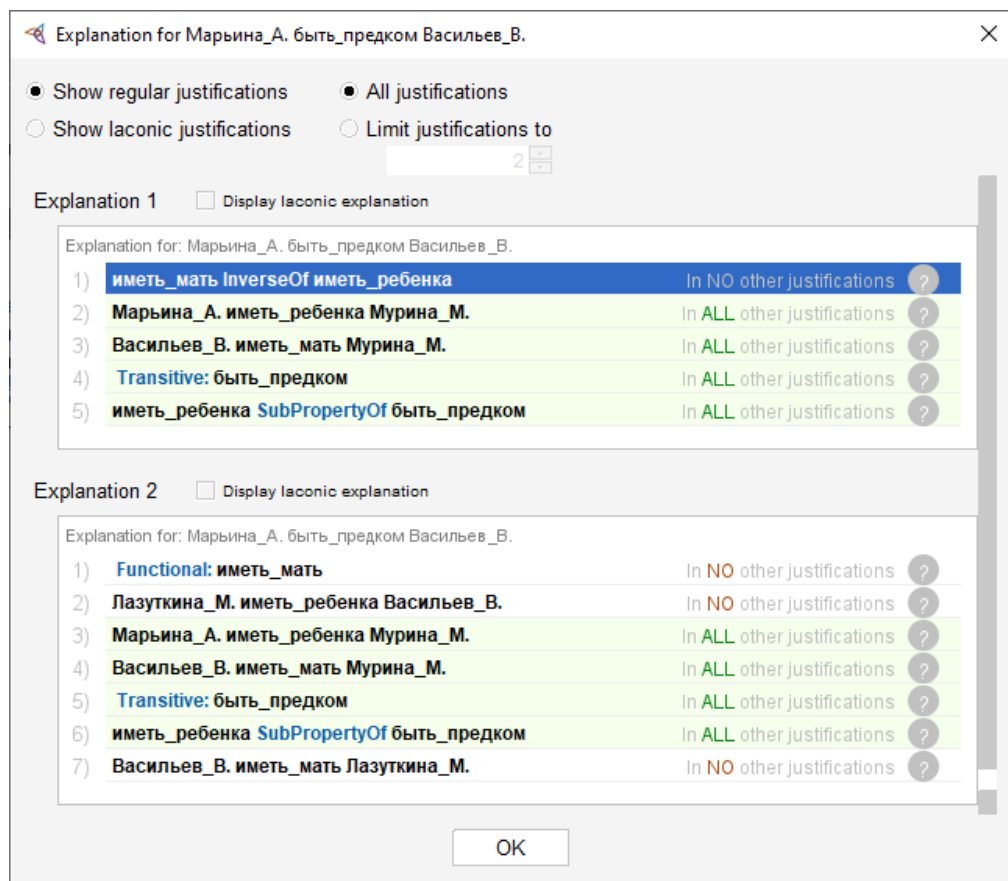 Explanation for Марьина_А. быть_предком Васильев_В.
Show regular justifications All justifications
Show laconic justifications Limit justifications to
2
Explanation 1 Display laconic explanation
Explanation for: Марьина_А. быть_предком Васильев_В.
1) иметь_мать InverseOf иметь_ребенка In NO other justifications ?
2) Марьина_А. иметь_ребенка Мурина_М. In ALL other justifications ?
3) Васильев_В. иметь_мать Мурина_М. In ALL other justifications ?
4) Transitive: быть_предком In ALL other justifications ?
5) иметь_ребенка SubPropertyOf быть_предком In ALL other justifications ?
Explanation 2 Display laconic explanation
Explanation for: Марьина_А. быть_предком Васильев_В.
1) Functional: иметь_мать In NO other justifications ?
2) Лазуткина_М. иметь_ребенка Васильев_В. In NO other justifications ?
3) Марьина_А. иметь_ребенка Мурина_М. In ALL other justifications ?
4) Васильев_В. иметь_мать Мурина_М. In ALL other justifications ?
5) Transitive: быть_предком In ALL other justifications ?
6) иметь_ребенка SubPropertyOf быть_предком In ALL other justifications ?
7) Васильев_В. иметь_мать Лазуткина_М. In NO other justifications ?
OK